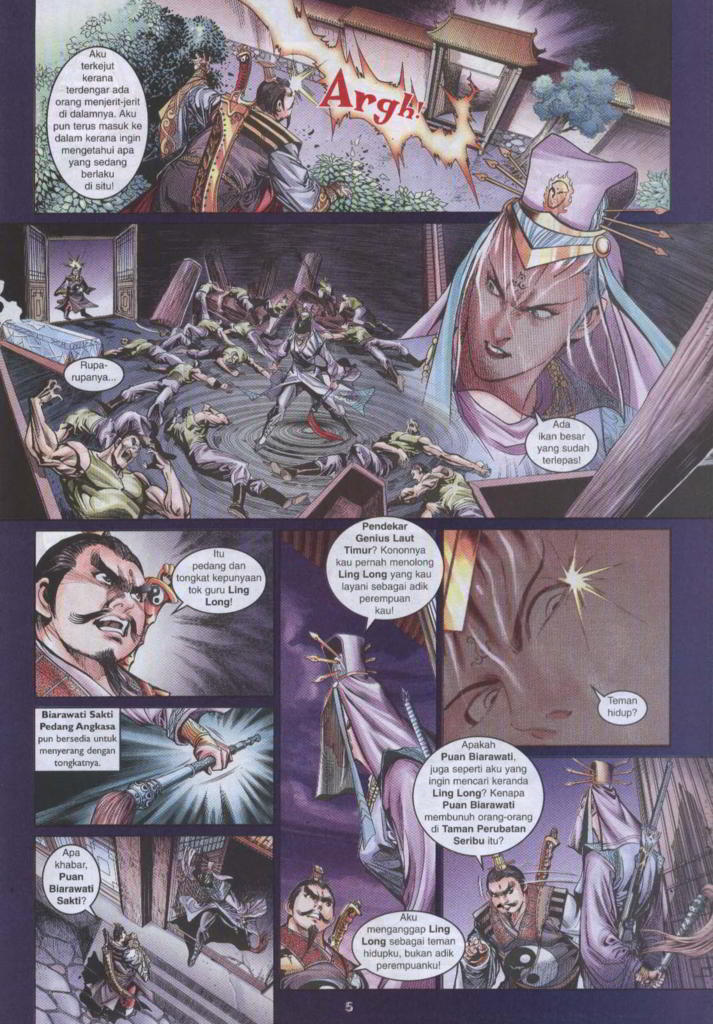 Aku
terkejut
kerana
terdengar ada
orang menjerit-jerit
di dalamnya. Aku
pun terus masuk ke
dalam kerana ingin
mengetahui apa
yang sedang
berlaku
di situ!
Argh!
Rupa-
rupanya...
Ada
ikan besar
yang sudah
terlepas!
Itu
pedang dan
tongkat kepunyaan
tok guru Ling
Long!
Biarawati Sakti
Pedang Angkasa
pun bersedia untuk
menyerang dengan
tongkatnya.
Apa
khabar,
Puan
Biarawati
Sakti?
Pendekar
Genius Laut
Timur? Kononnya
kau pernah menolong
Ling Long yang kau
layani sebagai adik
perempuan
kau!
Aku
menganggap Ling
Long sebagai teman
hidupku, bukan adik
perempuanku!
Teman
hidup?
Apakah
Puan Biarawati,
juga seperti aku yang
ingin mencari keranda
Ling Long? Kenapa
Puan Biarawati
membunuh orang-orang
di Taman Perubatan
Seribu itu?
5